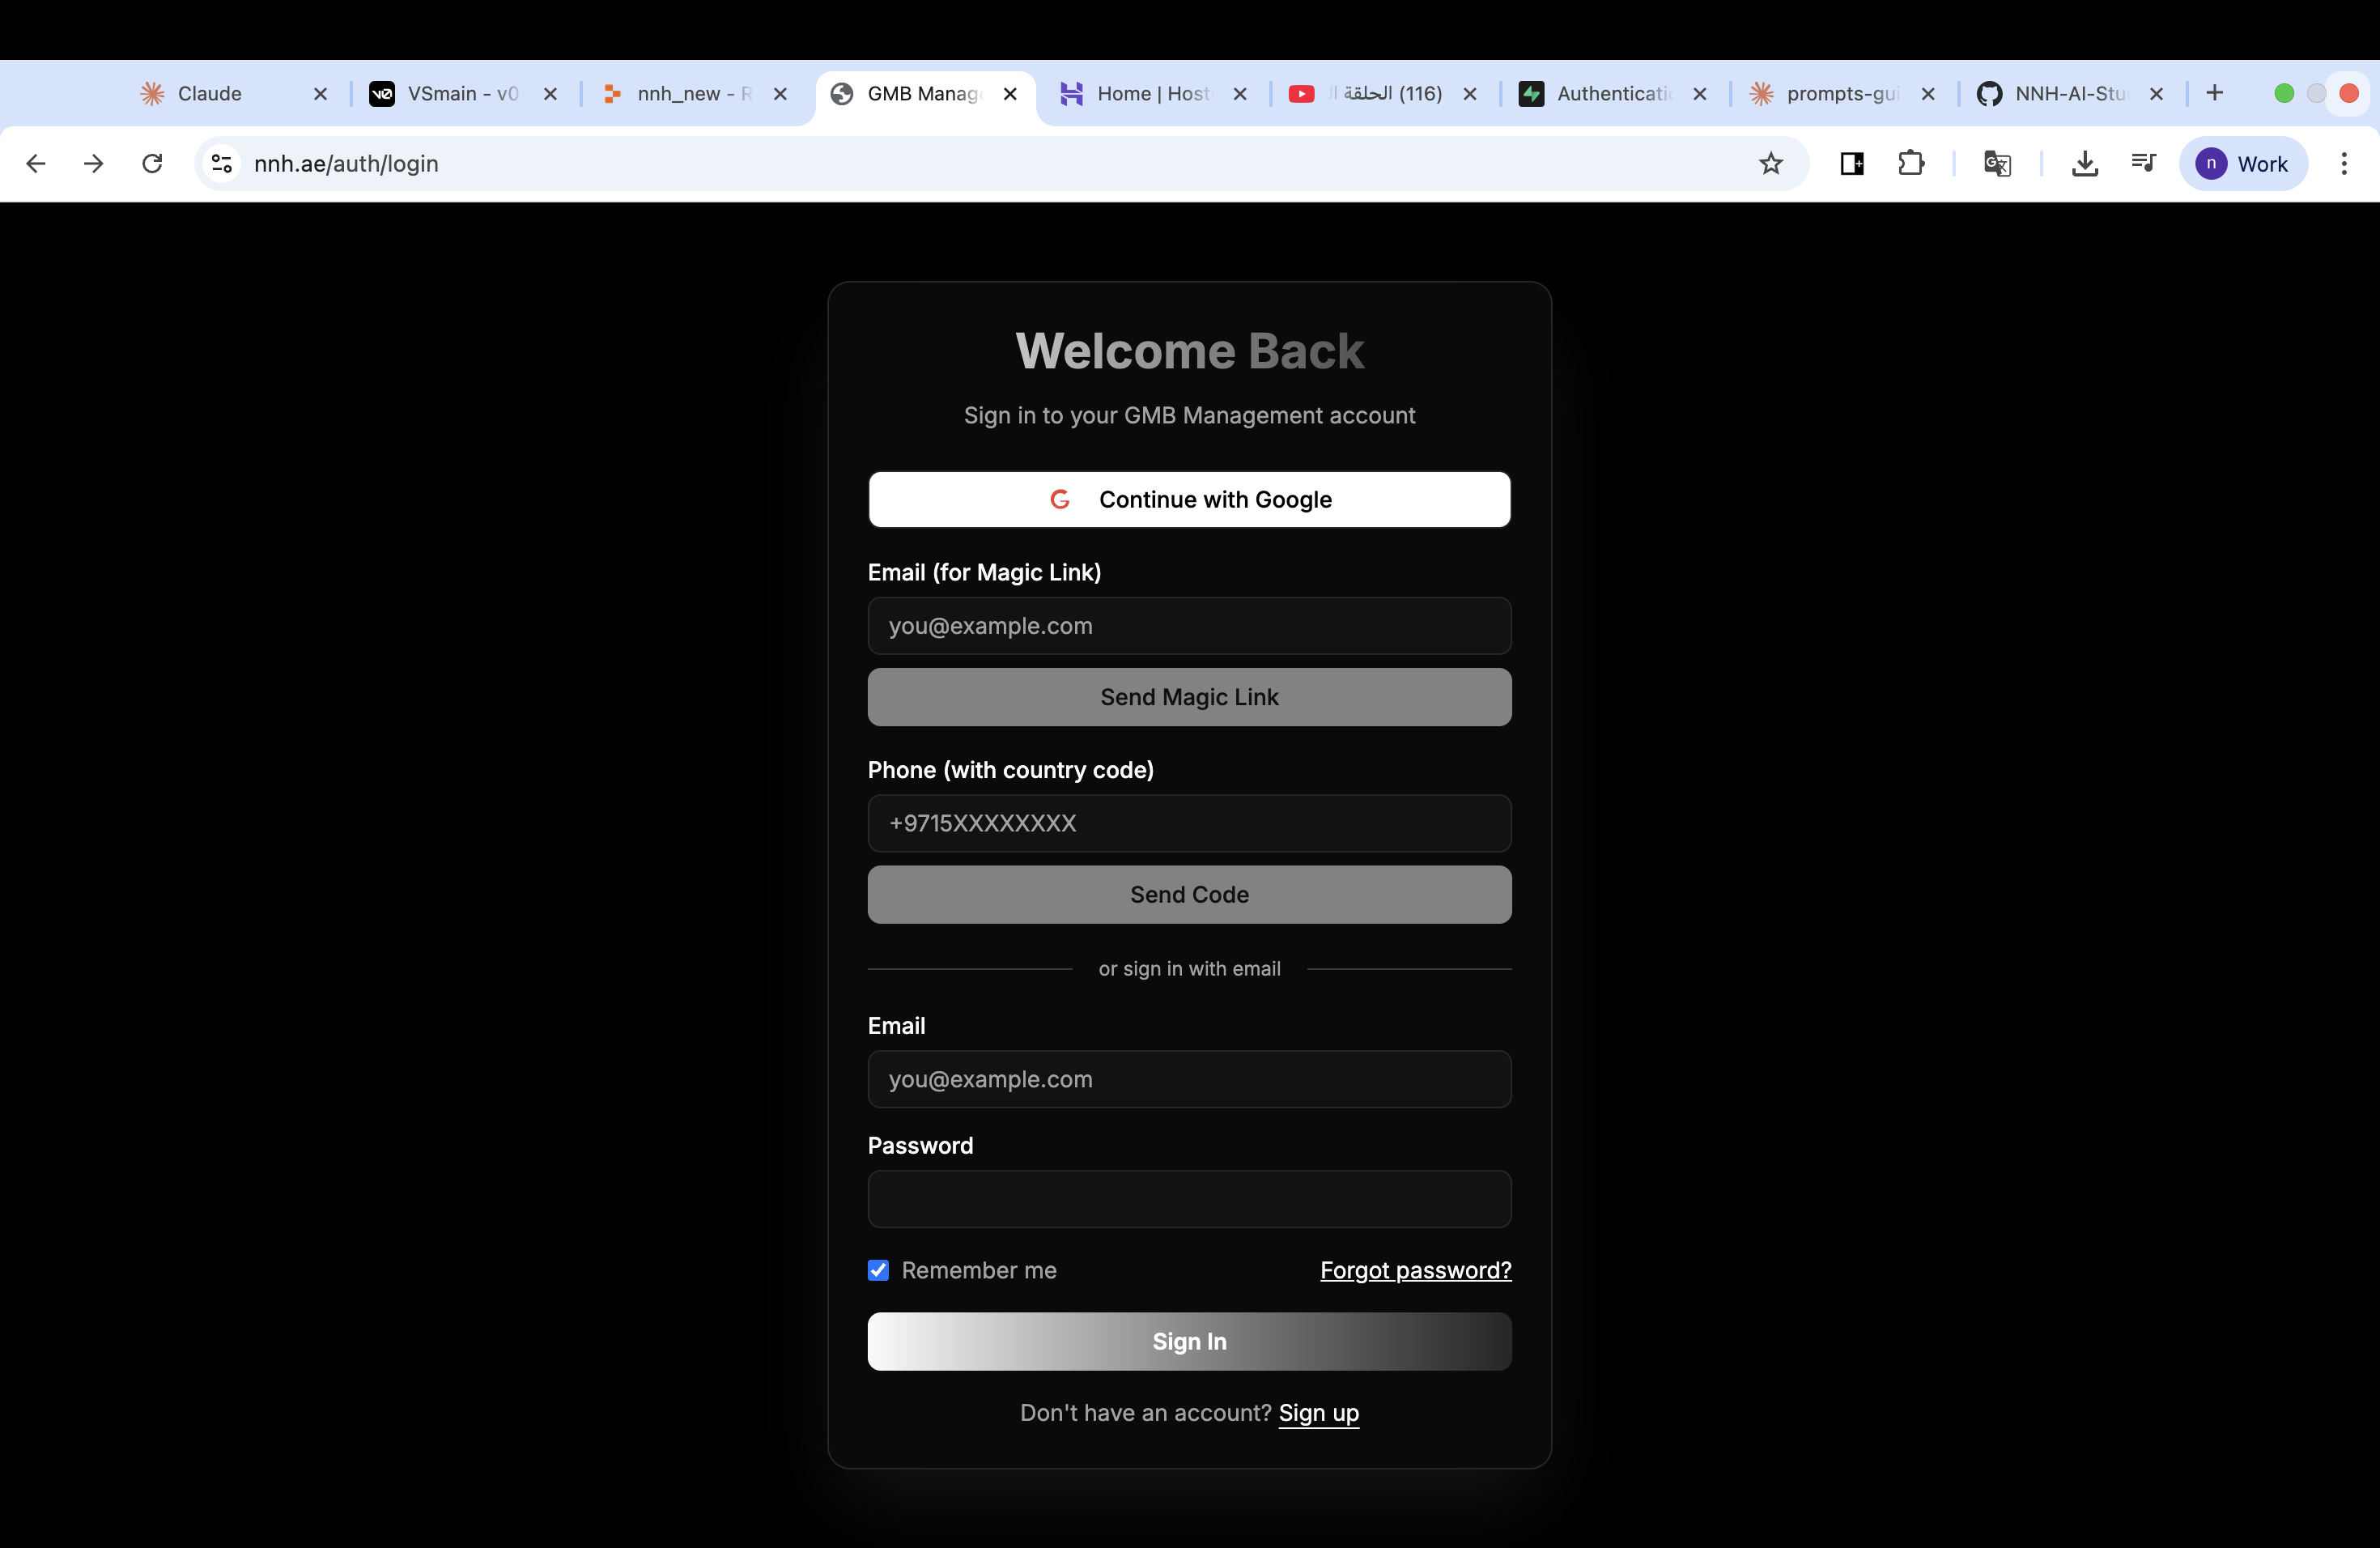 Claude
VSmain - v0
nnh_new - R
GMB Manag
Home | Host
(116) الحلقة ال
Authenticati
prompts-gui
NNH-AI-Stu
nnh.ae/auth/login
n
Work
Welcome Back
Sign in to your GMB Management account
G Continue with Google
Email (for Magic Link)
you@example.com
Send Magic Link
Phone (with country code)
+9715XXXXXXXX
Send Code
or sign in with email
Email
you@example.com
Password
Remember me
Forgot password?
Sign In
Don't have an account? Sign up